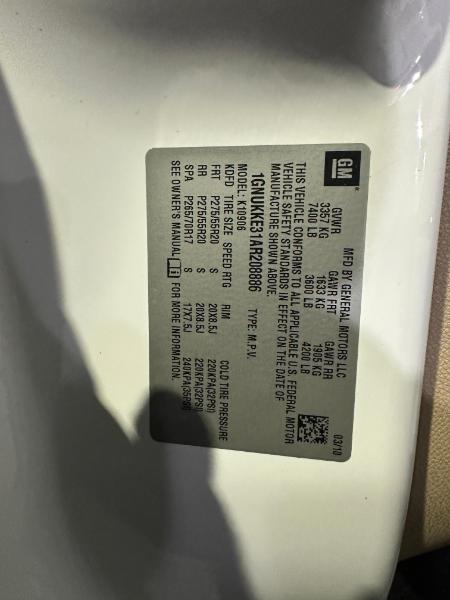 GM
®
MFD BY GENERAL MOTORS LLC
03/10
GVWR GAWR FRT GAWR RR
3357 KG 1633 KG 1905 KG
7400 LB 3600 LB 4200 LB
THIS VEHICLE CONFORMS TO ALL APPLICABLE U.S. FEDERAL MOTOR
VEHICLE SAFETY STANDARDS IN EFFECT ON THE DATE OF
MANUFACTURE SHOWN ABOVE.
1GNUKKE31AR208886 TYPE: M.P.V.
MODEL: K10906
KDFD TIRE SIZE SPEED RTG RIM COLD TIRE PRESSURE
FRT P275/55R20 S 20X8.5J 220KPA(32PSI)
RR P275/55R20 S 20X8.5J 220KPA(32PSI)
SPA P265/70R17 S 17X7.5J 240KPA(35PSI)
SEE OWNER'S MANUAL FOR MORE INFORMATION.